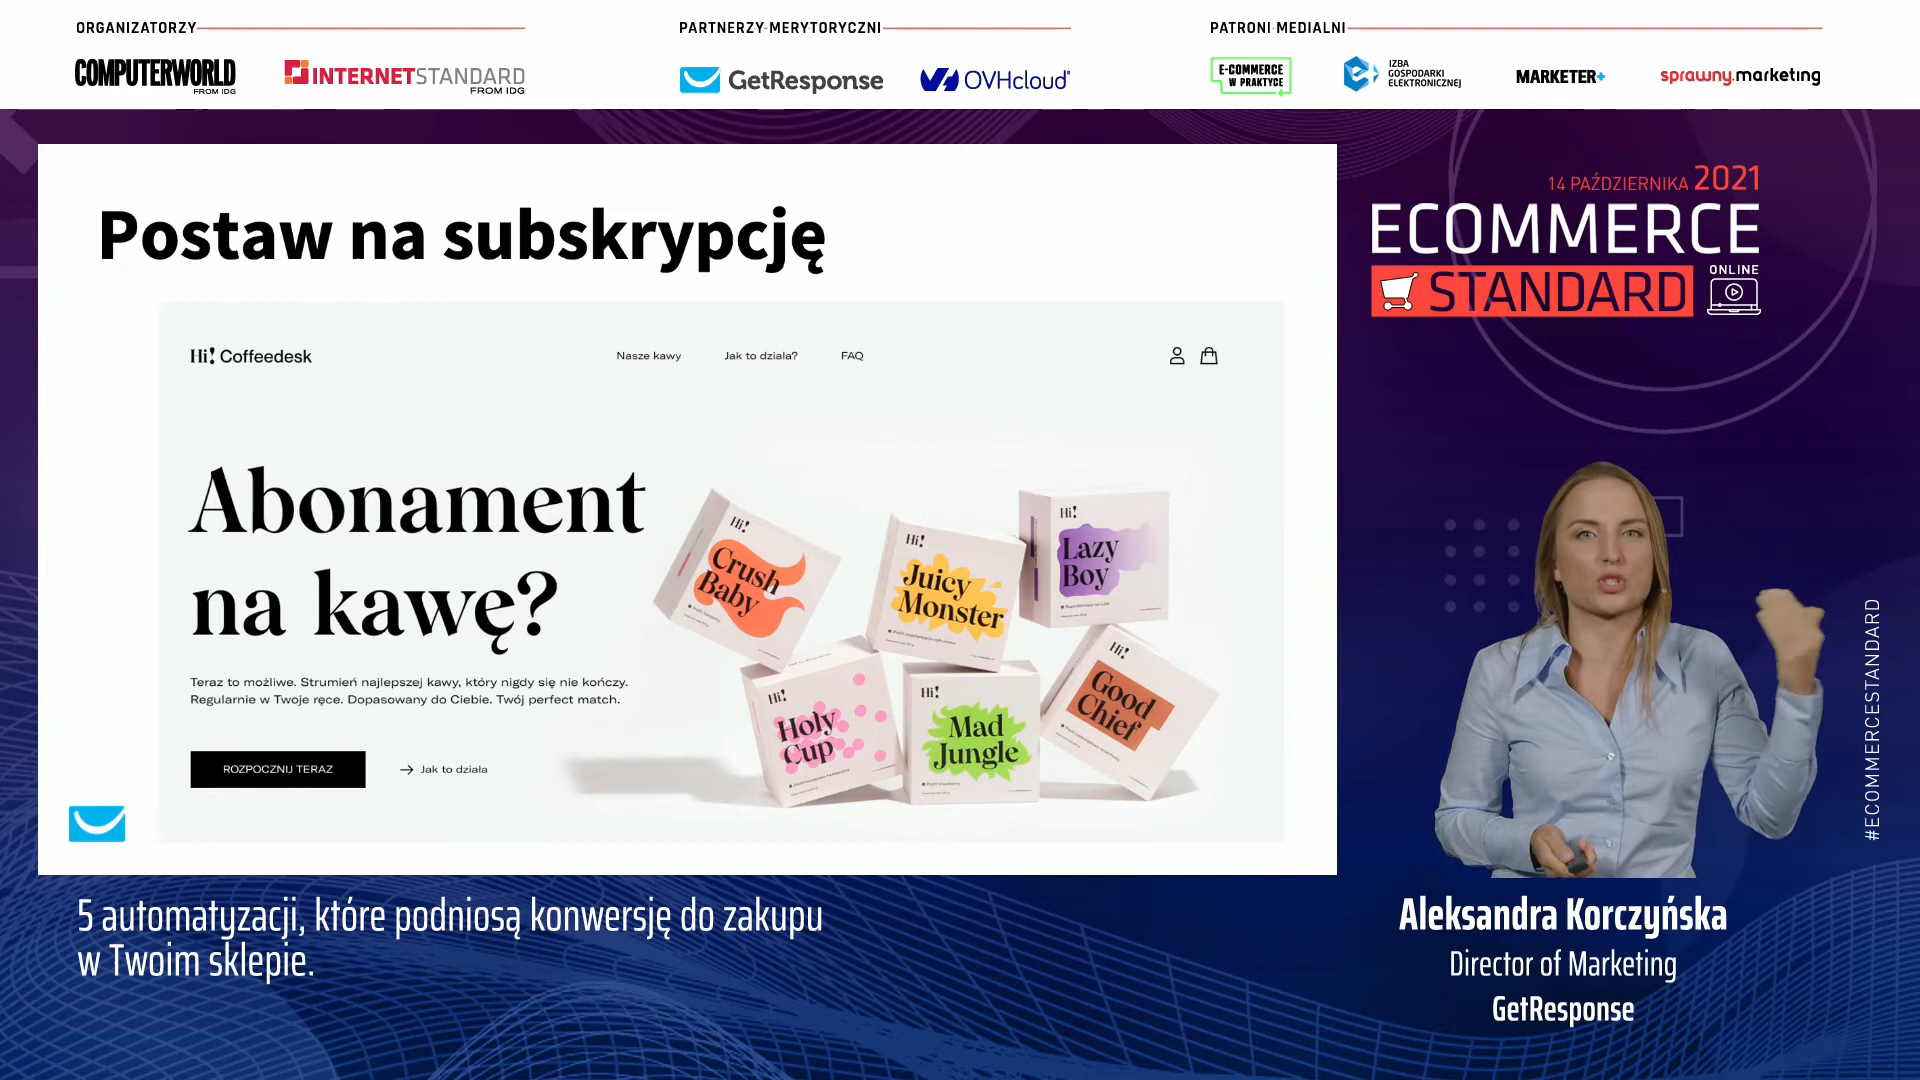 ORGANIZATORZY
COMPUTERWORLD
FROM IDG
INTERNETSTANDARD
FROM IDG
PARTNERZY MERYTORYCZNI
GetResponse
OVHcloud
PATRONI MEDIALNI
E-COMMERCE
W PRAKTYCE
IZBA
GOSPODARKI
ELEKTRONICZNEJ
MARKETER+
sprawny.marketing
Postaw na subskrypcję
Hi! Coffeedesk
Nasze kawy
Jak to działa?
FAQ
Abonament
na kawę?
Teraz to możliwe. Strumień najlepszej kawy, który nigdy się nie kończy.
Regularnie w Twoje ręce. Dopasowany do Ciebie. Twój perfect match.
ROZPOCZNIJ TERAZ
→ Jak to działa
Hi!
Crush
Baby
Hi!
Juicy
Monster
Hi!
Lazy
Boy
Hi!
Holy
Cup
Hi!
Mad
Jungle
Hi!
Good
Chief
14 PAŹDZIERNIKA 2021
ECOMMERCE
STANDARD
ONLINE
#ECOMMERCESTANDARD
5 automatyzacji, które podniosą konwersję do zakupu
w Twoim sklepie.
Aleksandra Korczyńska
Director of Marketing
GetResponse